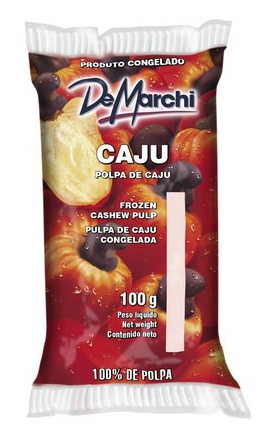 PRODUTO CONGELADO
DeMarchi
CAJU
POLPA DE CAJU
FROZEN
CASHEW PULP
PULPA DE CAJU
CONGELADA
100 g
Peso líquido
Net weight
Contenido neto
100% DE POLPA